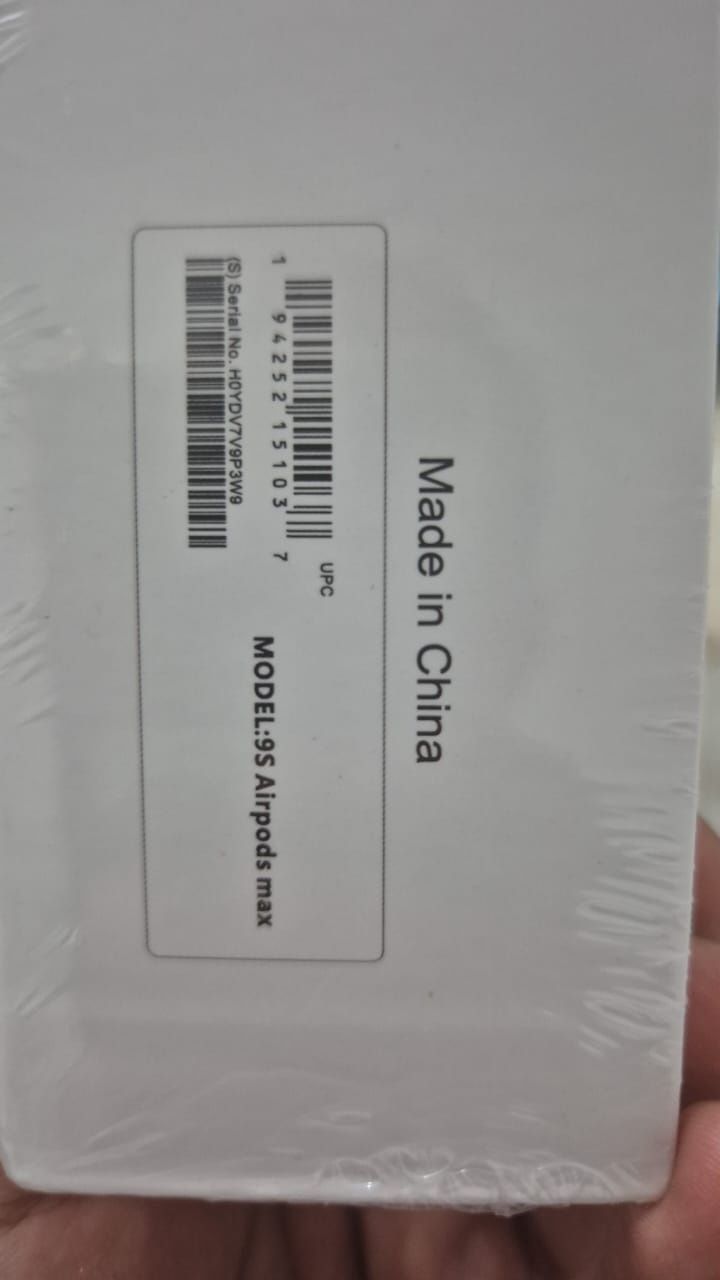 Made in China
UPC
1 94252 15103 7
(S) Serial No. H0YDV7V9P3W9
MODEL:9S Airpods max